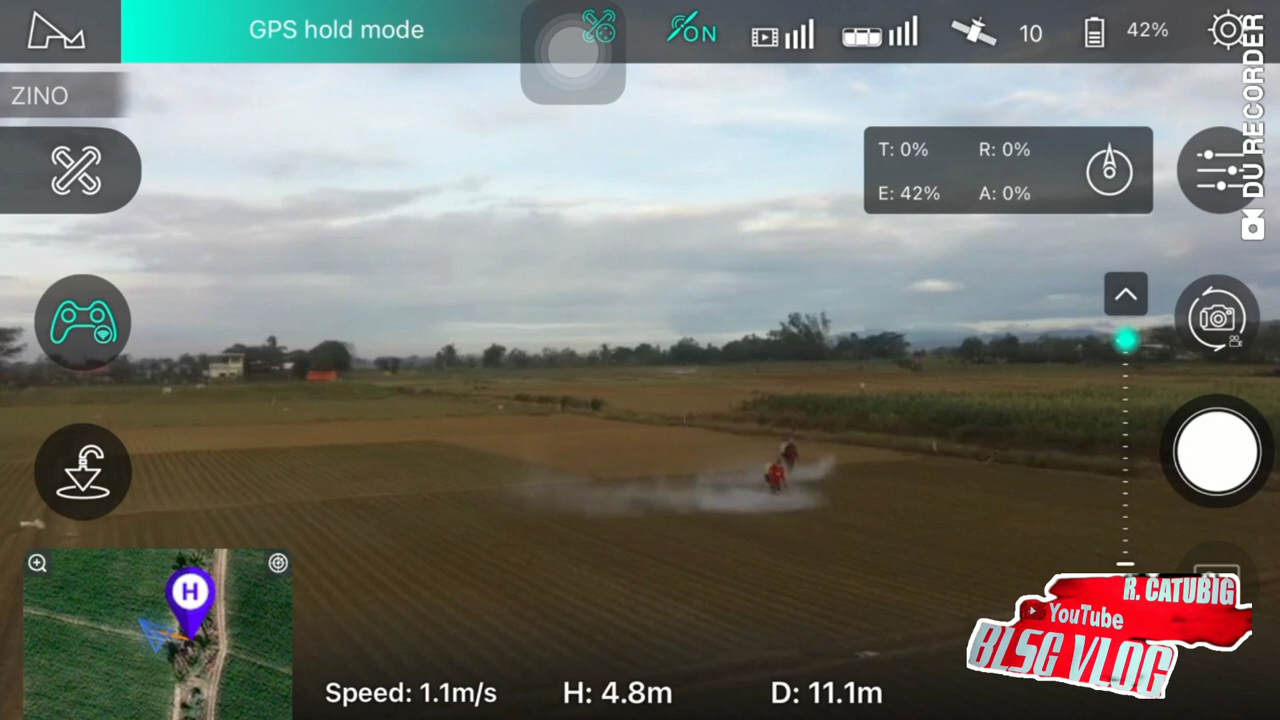 GPS hold mode
ON
10
42%
ZINO
DU RECORDER
T: 0%
R: 0%
E: 42%
A: 0%
H
R. CATUBIG
YouTube
BLSG VLOG
Speed: 1.1m/s
H: 4.8m
D: 11.1m